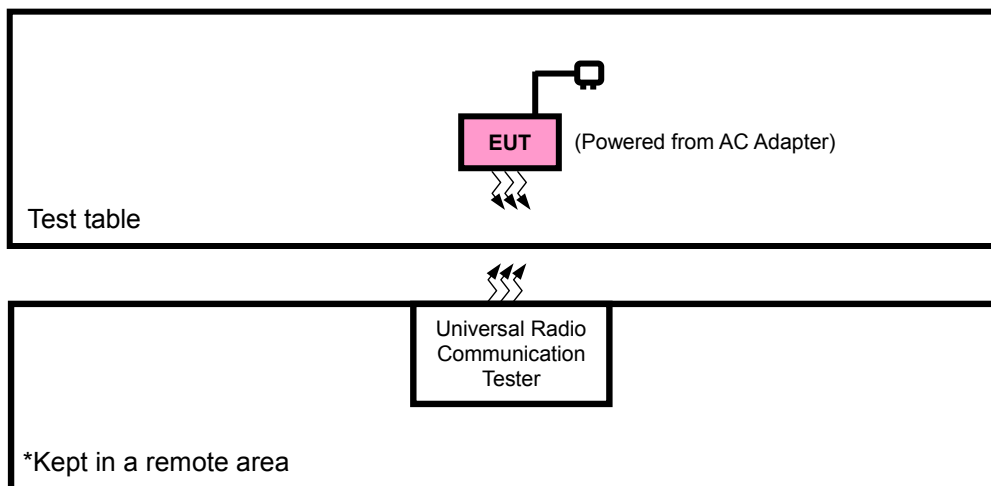 EUT
(Powered from AC Adapter)
Test table
Universal Radio
Communication
Tester
*Kept in a remote area